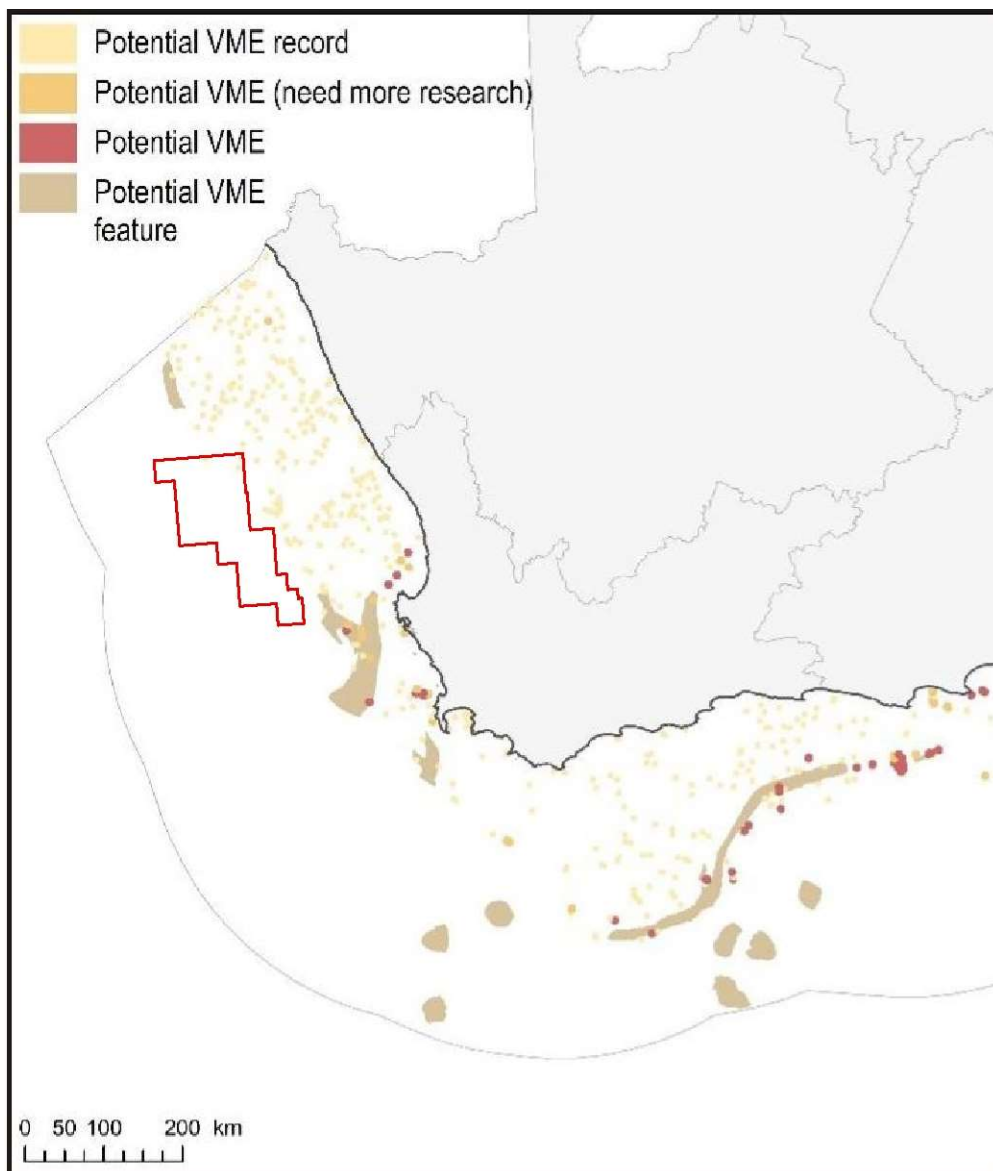 Potential VME record
Potential VME (need more research)
Potential VME
Potential VME
feature
0 50 100 200 km